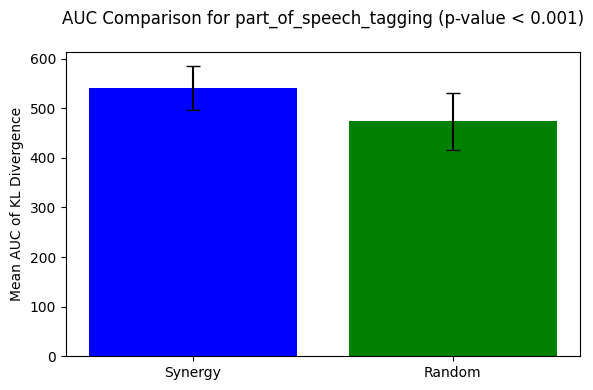 AUC Comparison for part_of_speech_tagging (p-value < 0.001)
600
500
400
300
200
100
0
Mean AUC of KL Divergence
Synergy
Random